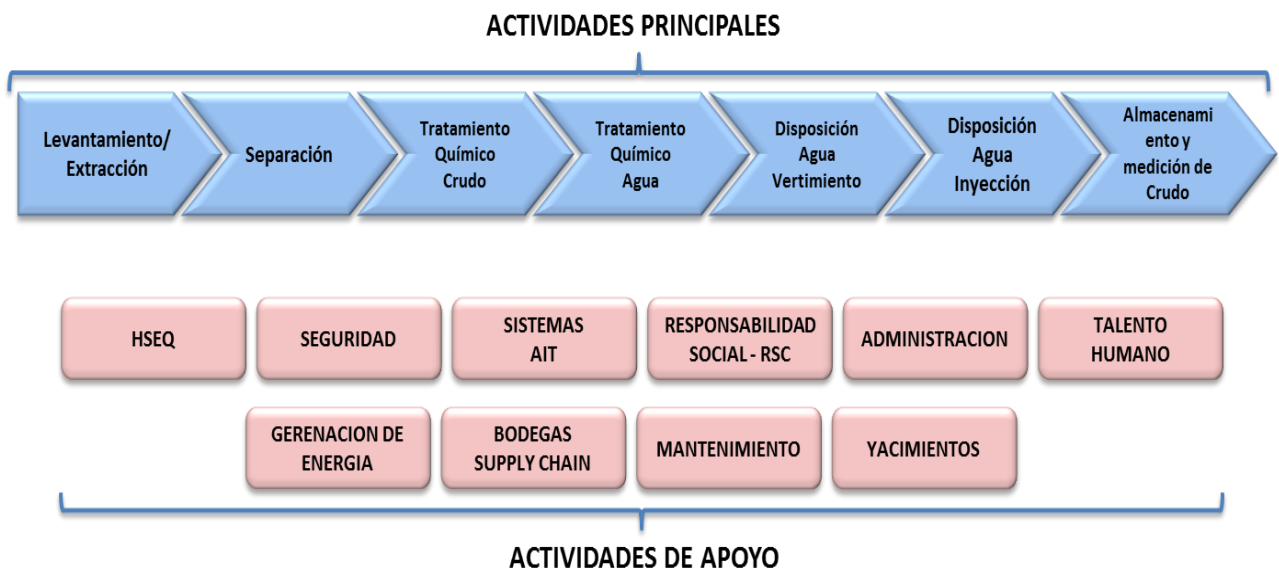 ACTIVIDADES PRINCIPALES
Levantamiento/
Extracción
Separación
Tratamiento
Químico
Crudo
Tratamiento
Químico
Agua
Disposición
Agua
Vertimiento
Disposición
Agua
Inyección
Almacenami
ento y
medición de
Crudo
HSEQ
SEGURIDAD
SISTEMAS
AIT
RESPONSABILIDAD
SOCIAL - RSC
ADMINISTRACION
TALENTO
HUMANO
GERENACION DE
ENERGIA
BODEGAS
SUPPLY CHAIN
MANTENIMIENTO
YACIMIENTOS
ACTIVIDADES DE APOYO